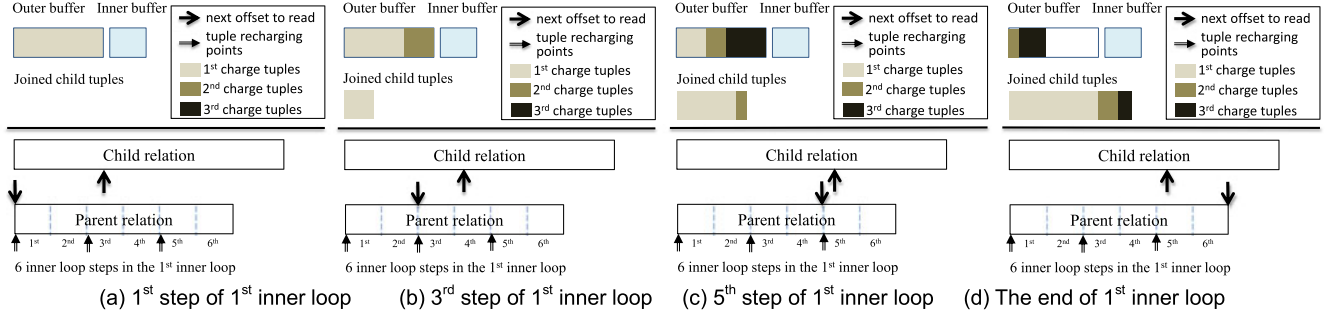 Outer buffer Inner buffer
next offset to read
tuple recharging
points
1st charge tuples
2nd charge tuples
3rd charge tuples
Joined child tuples
Child relation
Parent relation
1st 2nd 3rd 4th 5th 6th
6 inner loop steps in the 1st inner loop
(a) 1st step of 1st inner loop
Outer buffer Inner buffer
next offset to read
tuple recharging
points
1st charge tuples
2nd charge tuples
3rd charge tuples
Joined child tuples
Child relation
Parent relation
1st 2nd 3rd 4th 5th 6th
6 inner loop steps in the 1st inner loop
(b) 3rd step of 1st inner loop
Outer buffer Inner buffer
next offset to read
tuple recharging
points
1st charge tuples
2nd charge tuples
3rd charge tuples
Joined child tuples
Child relation
Parent relation
1st 2nd 3rd 4th 5th 6th
6 inner loop steps in the 1st inner loop
(c) 5th step of 1st inner loop
Outer buffer Inner buffer
next offset to read
tuple recharging
points
1st charge tuples
2nd charge tuples
3rd charge tuples
Joined child tuples
Child relation
Parent relation
1st 2nd 3rd 4th 5th 6th
6 inner loop steps in the 1st inner loop
(d) The end of 1st inner loop